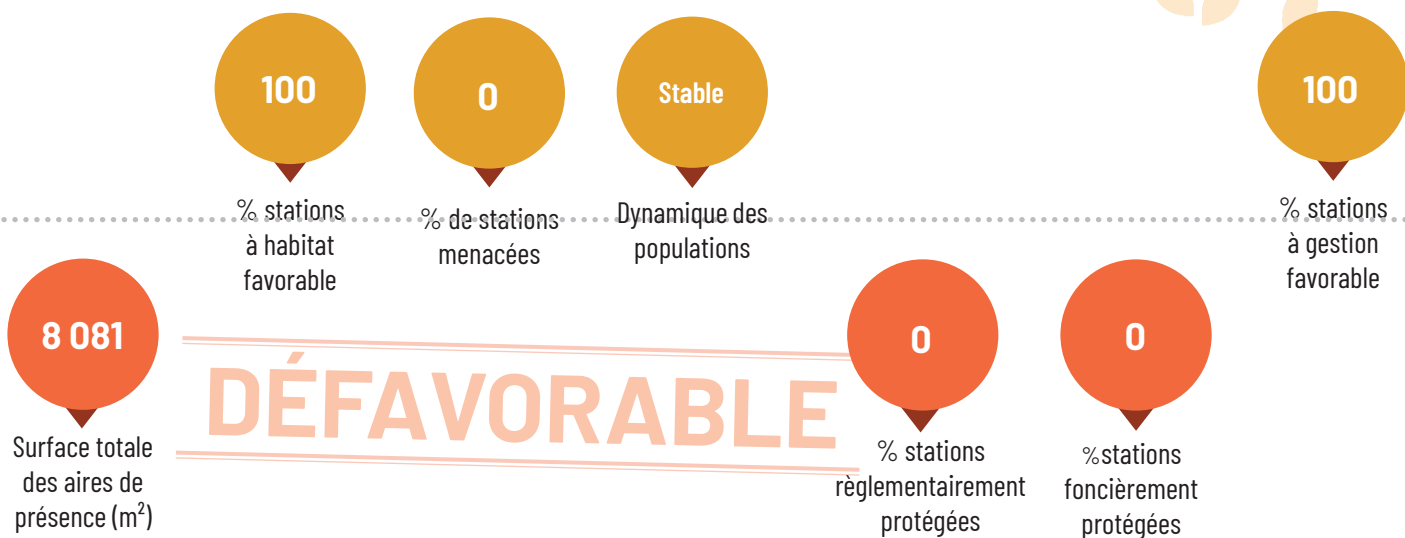 100
% stations
à habitat
favorable
0
% de stations
menacées
Stable
Dynamique des
populations
100
% stations
à gestion
favorable
8 081
Surface totale
des aires de
présence (m²)
DÉFAVORABLE
0
% stations
règlementairement
protégées
0
%stations
foncièrement
protégées